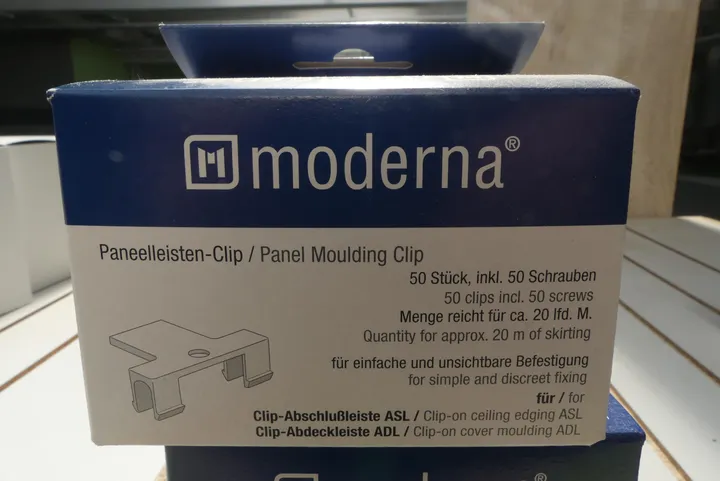 moderna®
Paneelleisten-Clip / Panel Moulding Clip
50 Stück, inkl. 50 Schrauben
50 clips incl. 50 screws
Menge reicht für ca. 20 lfd. M.
Quantity for approx. 20 m of skirting
für einfache und unsichtbare Befestigung
for simple and discreet fixing
für / for
Clip-Abschlußleiste ASL / Clip-on ceiling edging ASL
Clip-Abdeckleiste ADL / Clip-on cover moulding ADL
moderna®